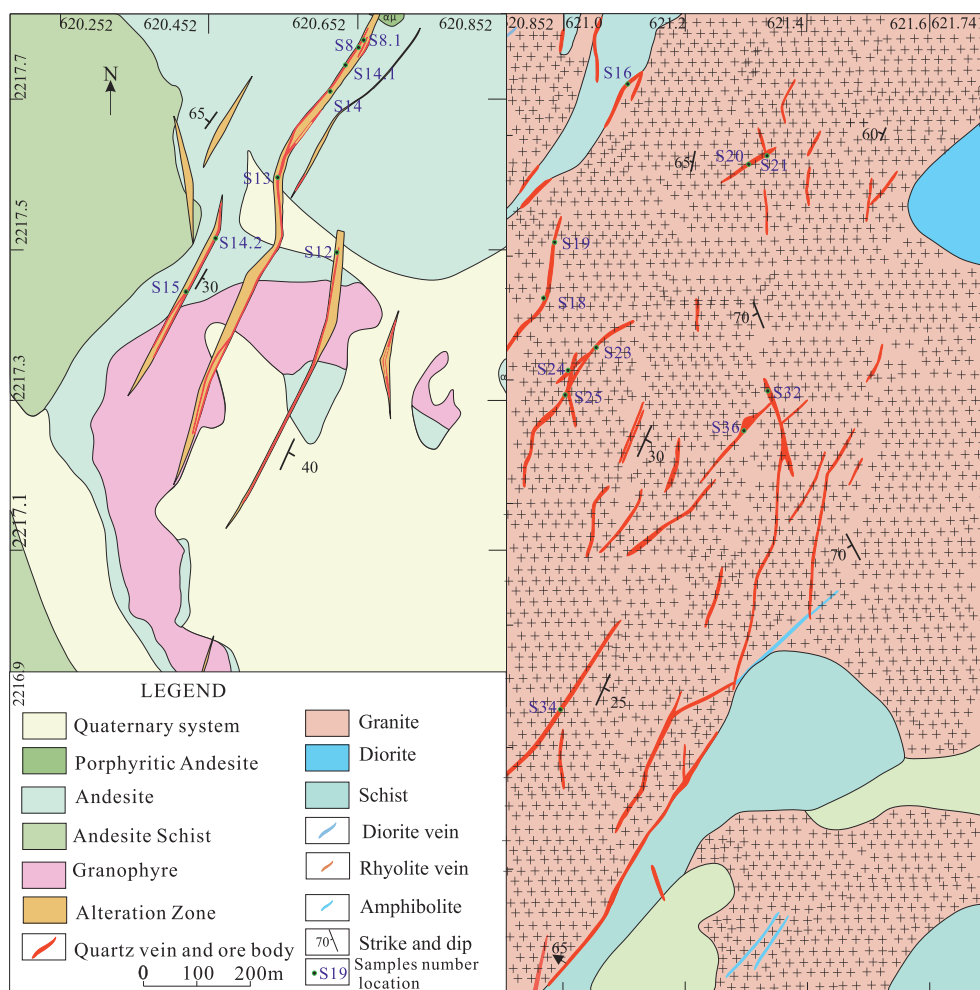 620.252 620.452 620.652 620.852
620.852 621.0 621.2 621.4 621.6 621.74
2217.7
2217.5
2217.3
2217.1
2216.9
N
αμ
S8
S8.1
S14.1
S14
65
S13
S14.2
S12
S15
30
40
S16
S20
S21
65
60
S19
S18
70
S23
S24
S25
S32
S36
30
70
S34
25
65
LEGEND
Quaternary system
Porphyritic Andesite
Andesite
Andesite Schist
Granophyre
Alteration Zone
Quartz vein and ore body
0 100 200m
Granite
Diorite
Schist
Diorite vein
Rhyolite vein
Amphibolite
70 Strike and dip
S19 Samples number
location